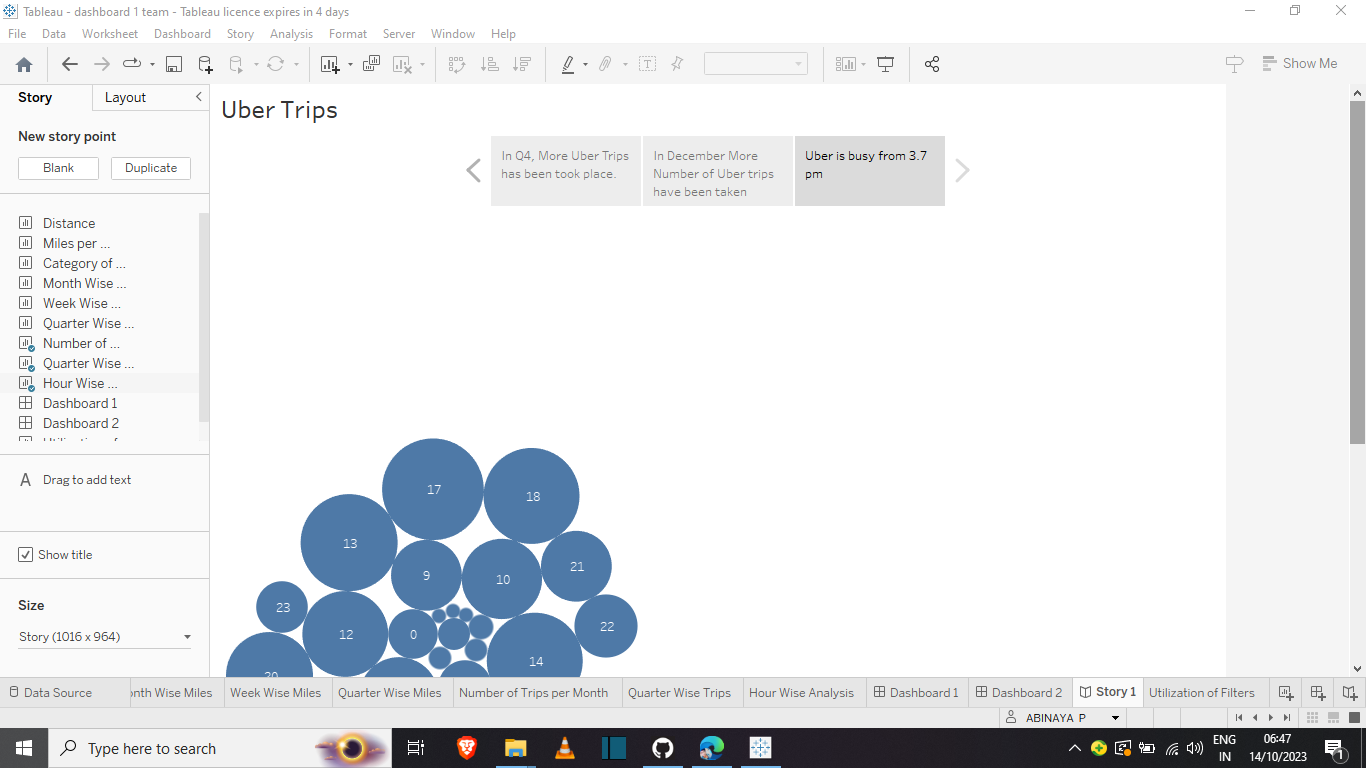 Tableau - dashboard 1 team - Tableau licence expires in 4 days
File Data Worksheet Dashboard Story Analysis Format Server Window Help
Show Me
Story Layout
New story point
Blank Duplicate
Distance
Miles per ...
Category of ...
Month Wise ...
Week Wise ...
Quarter Wise ...
Number of ...
Quarter Wise ...
Hour Wise ...
Dashboard 1
Dashboard 2
A Drag to add text
Show title
Size
Story (1016 x 964)
Uber Trips
In Q4, More Uber Trips
has been took place.
In December More
Number of Uber trips
have been taken
Uber is busy from 3.7
pm
17
18
13
9
10
21
23
12
0
22
14
20
Data Source nth Wise Miles Week Wise Miles Quarter Wise Miles Number of Trips per Month Quarter Wise Trips Hour Wise Analysis Dashboard 1 Dashboard 2 Story 1 Utilization of Filters
ABINAYA P
Type here to search
ENG
IN
06:47
14/10/2023
1